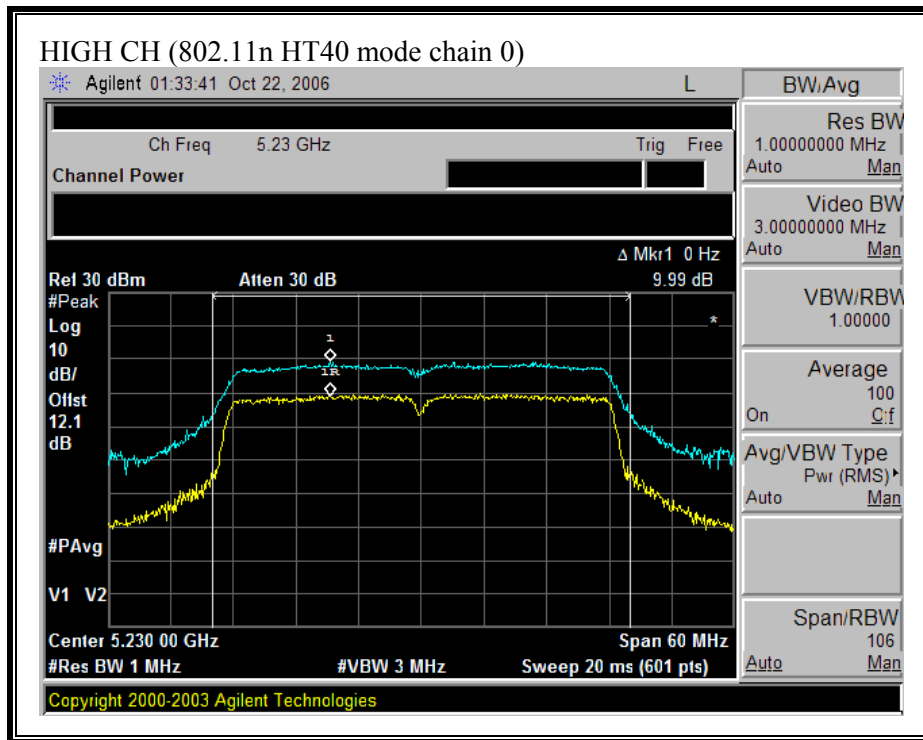 HIGH CH (802.11n HT40 mode chain 0)
Agilent 01:33:41 Oct 22, 2006 L
Ch Freq 5.23 GHz Trig Free
Channel Power
Δ Mkr1 0 Hz
Ref 30 dBm Atten 30 dB 9.99 dB
#Peak
Log
10
dB/
Offst
12.1
dB
1
1R
*
#PAvg
V1 V2
Center 5.230 00 GHz Span 60 MHz
#Res BW 1 MHz #VBW 3 MHz Sweep 20 ms (601 pts)
Copyright 2000-2003 Agilent Technologies
BW/Avg
Res BW
1.00000000 MHz
Auto Man
Video BW
3.00000000 MHz
Auto Man
VBW/RBW
1.00000
Average
100
On Off
Avg/VBW Type
Pwr (RMS)
Auto Man
Span/RBW
106
Auto Man